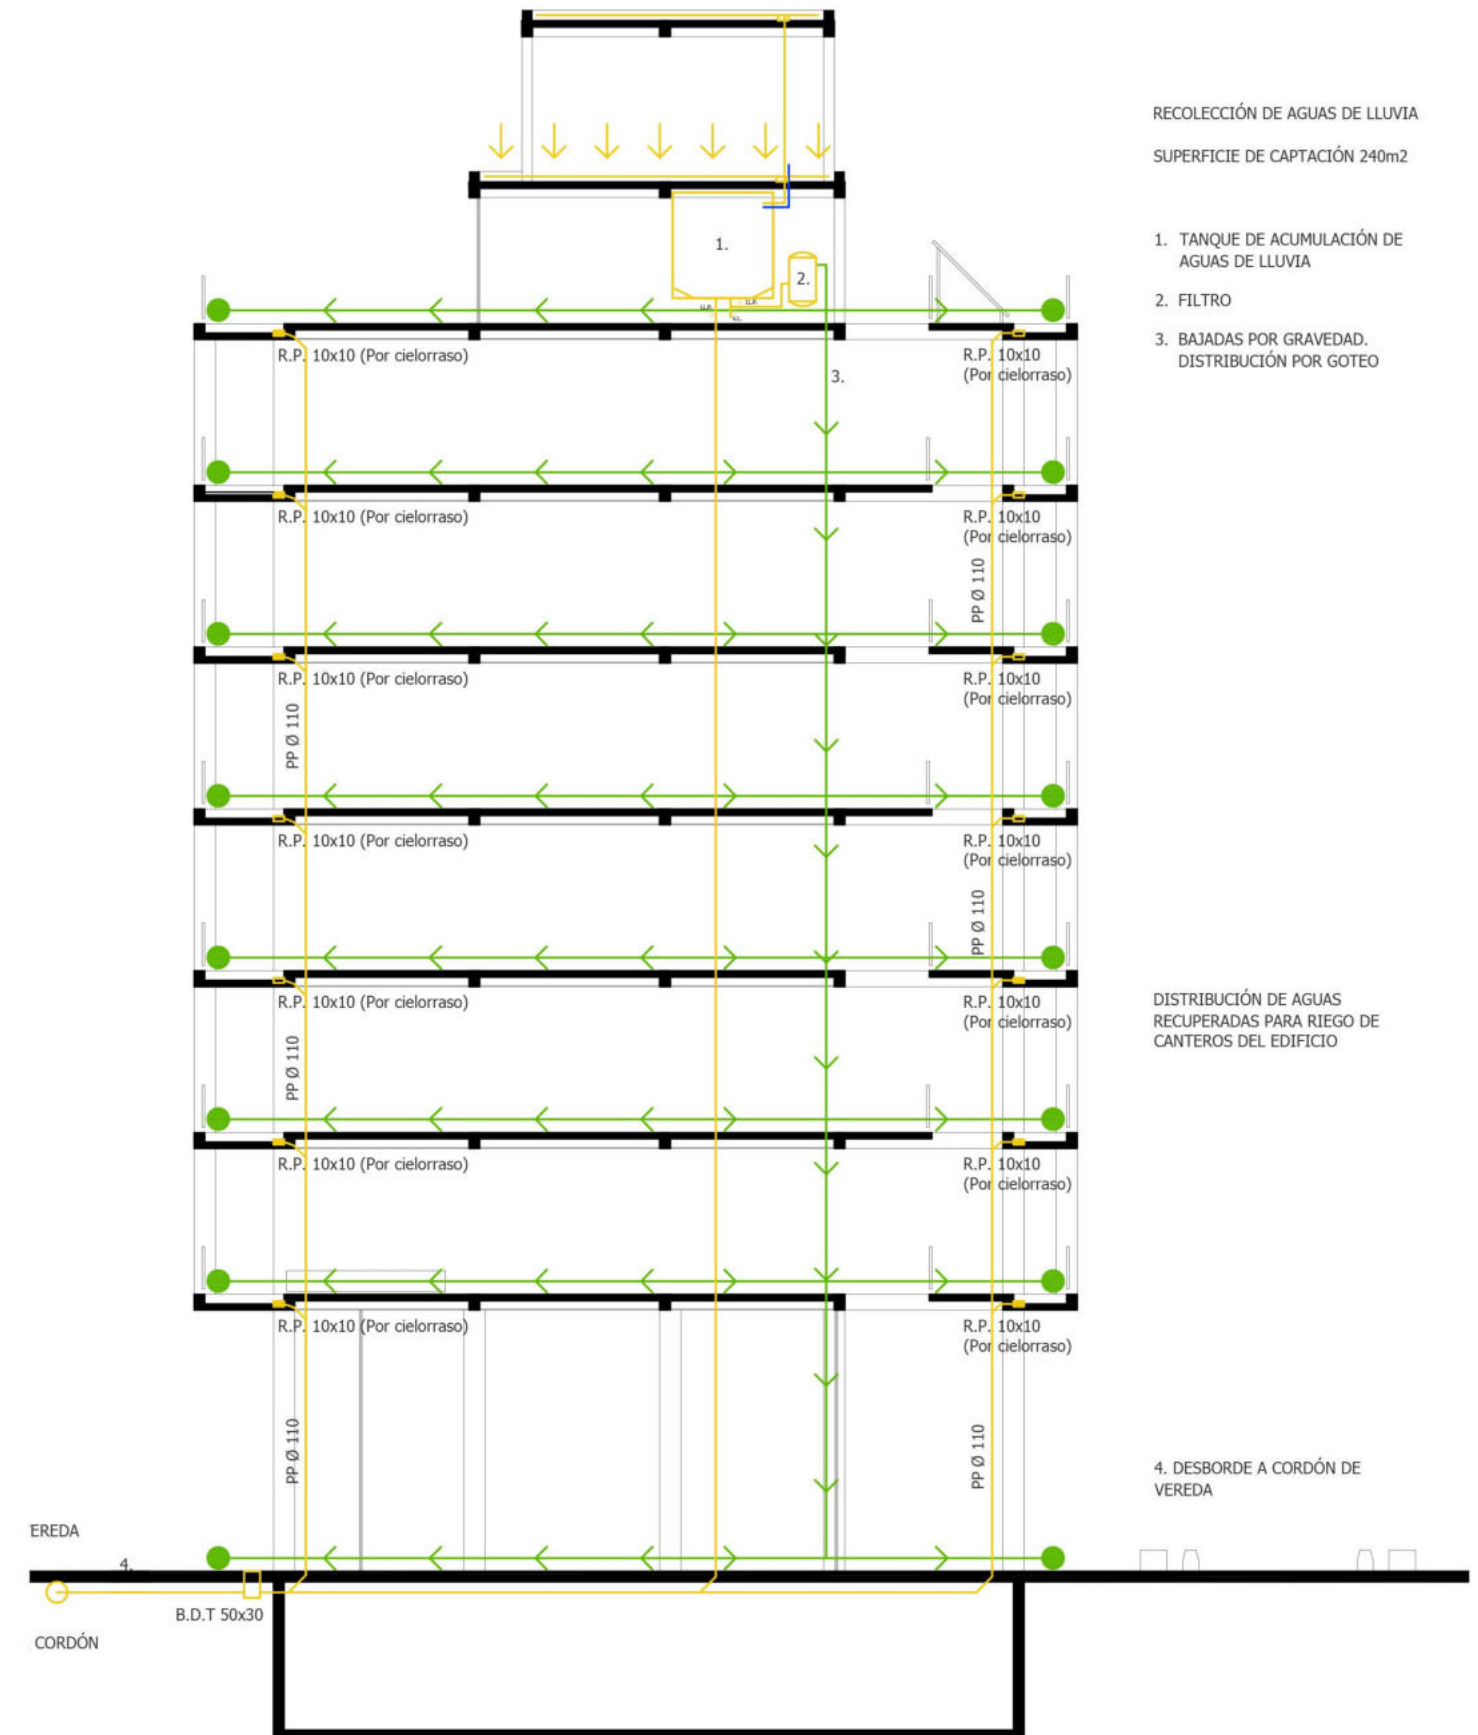 RECOLECCIÓN DE AGUAS DE LLUVIA
SUPERFICIE DE CAPTACIÓN 240m2
1. TANQUE DE ACUMULACIÓN DE
AGUAS DE LLUVIA
2. FILTRO
3. BAJADAS POR GRAVEDAD.
DISTRIBUCIÓN POR GOTEO
1.
2.
LL.P.
LL.P.
V.L.
R.P. 10x10 (Por cielorraso)
R.P. 10x10
(Por cielorraso)
3.
R.P. 10x10 (Por cielorraso)
R.P. 10x10
(Por cielorraso)
PP Ø 110
R.P. 10x10 (Por cielorraso)
R.P. 10x10
(Por cielorraso)
PP Ø 110
R.P. 10x10 (Por cielorraso)
R.P. 10x10
(Por cielorraso)
PP Ø 110
R.P. 10x10 (Por cielorraso)
R.P. 10x10
(Por cielorraso)
PP Ø 110
DISTRIBUCIÓN DE AGUAS
RECUPERADAS PARA RIEGO DE
CANTEROS DEL EDIFICIO
R.P. 10x10 (Por cielorraso)
R.P. 10x10
(Por cielorraso)
R.P. 10x10 (Por cielorraso)
R.P. 10x10
(Por cielorraso)
PP Ø 110
PP Ø 110
4. DESBORDE A CORDÓN DE
VEREDA
EREDA
4.
B.D.T 50x30
CORDÓN